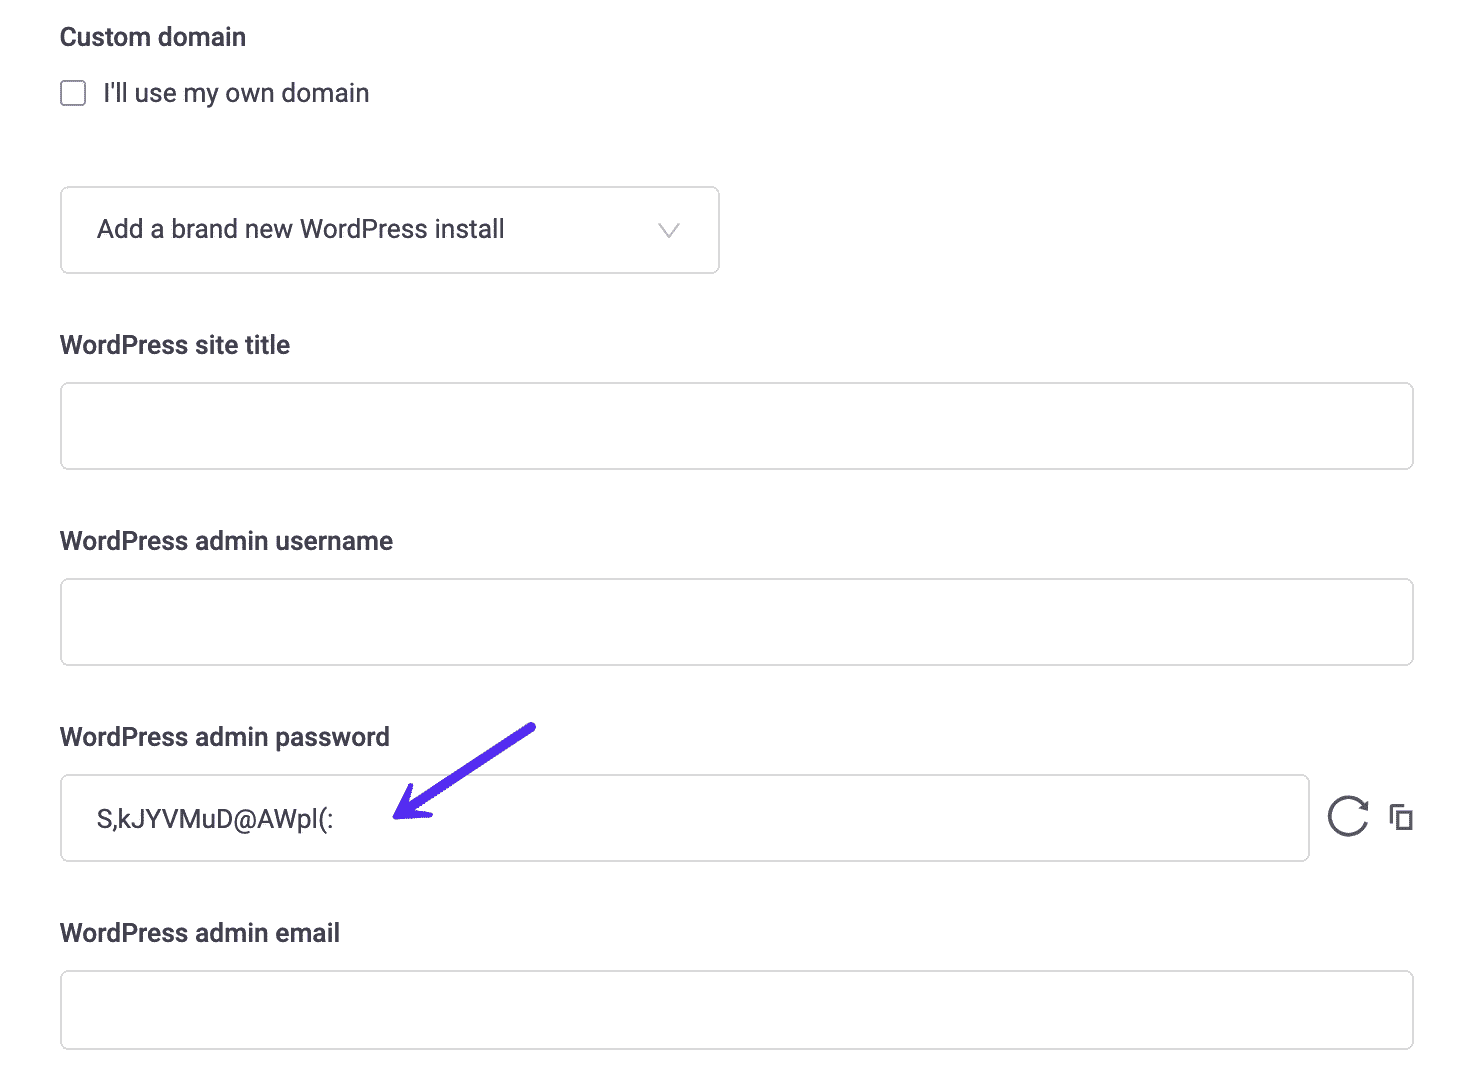 Custom domain
I'll use my own domain
Add a brand new WordPress install
WordPress site title
WordPress admin username
WordPress admin password
S,kJYVMuD@AWpl(:
WordPress admin email